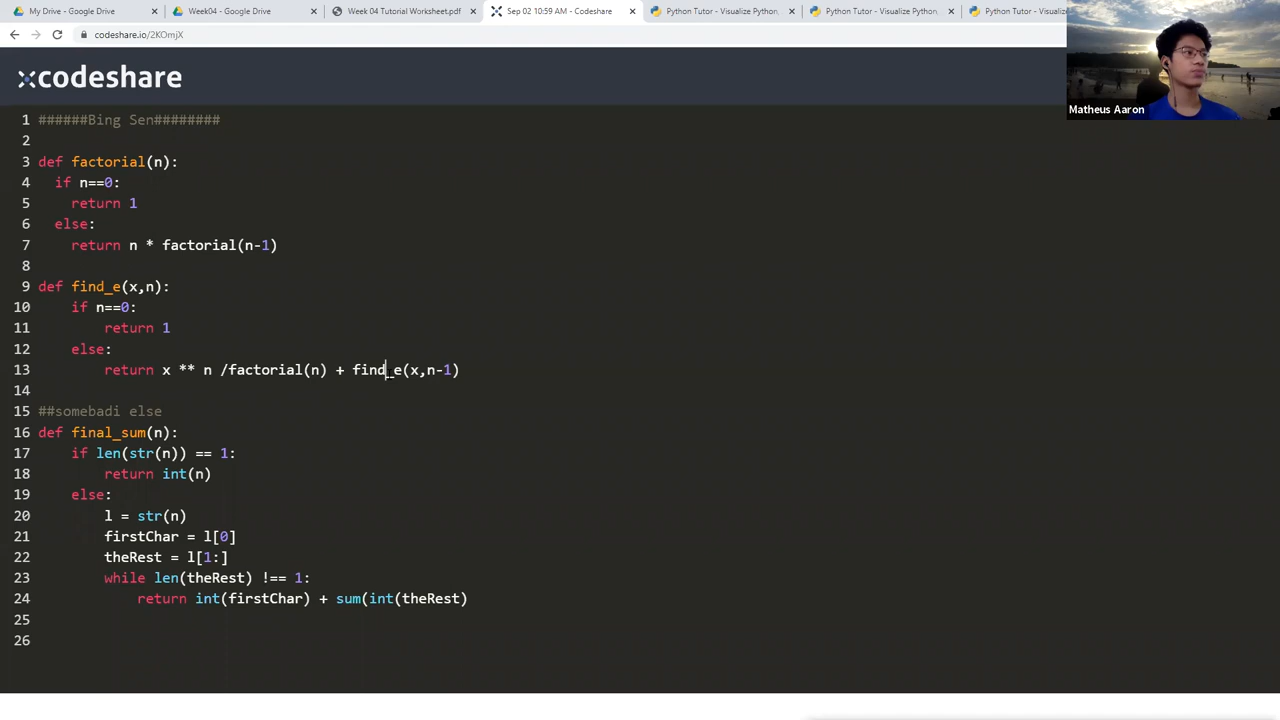 My Drive - Google Drive
Week04 - Google Drive
Week 04 Tutorial Worksheet.pdf
Sep 02 10:59 AM - Codeshare
Python Tutor - Visualize Python,
Python Tutor - Visualize Python,
Python Tutor - Visualiz
codeshare.io/2KOmjX
codeshare
Matheus Aaron
1 ######Bing Sen########
2
3 def factorial(n):
4 if n==0:
5 return 1
6 else:
7 return n * factorial(n-1)
8
9 def find_e(x,n):
10 if n==0:
11 return 1
12 else:
13 return x ** n /factorial(n) + find_e(x,n-1)
14
15 ##somebadi else
16 def final_sum(n):
17 if len(str(n)) == 1:
18 return int(n)
19 else:
20 l = str(n)
21 firstChar = l[0]
22 theRest = l[1:]
23 while len(theRest) !== 1:
24 return int(firstChar) + sum(int(theRest)
25
26